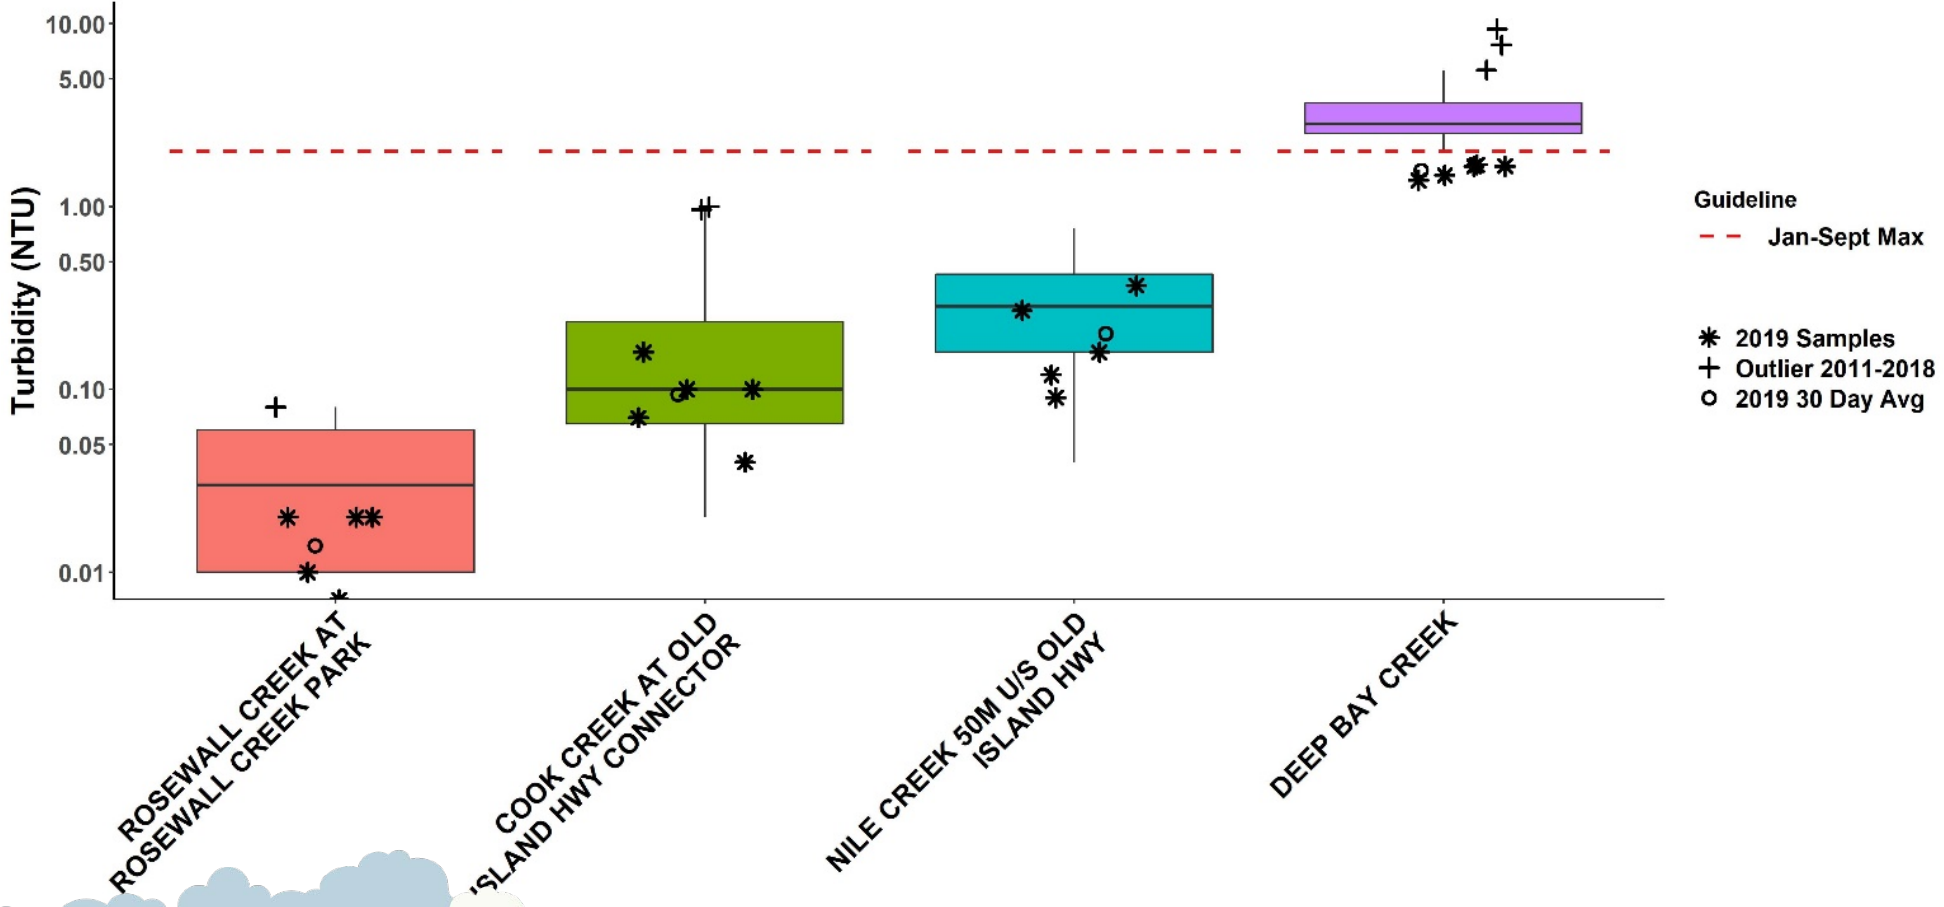 10.00
5.00
1.00
0.50
0.10
0.05
0.01
Turbidity (NTU)
ROSEWALL CREEK AT
ROSEWALL CREEK PARK
COOK CREEK AT OLD
ISLAND HWY CONNECTOR
NILE CREEK 50M U/S OLD
ISLAND HWY
DEEP BAY CREEK
Guideline
Jan-Sept Max
2019 Samples
Outlier 2011-2018
2019 30 Day Avg